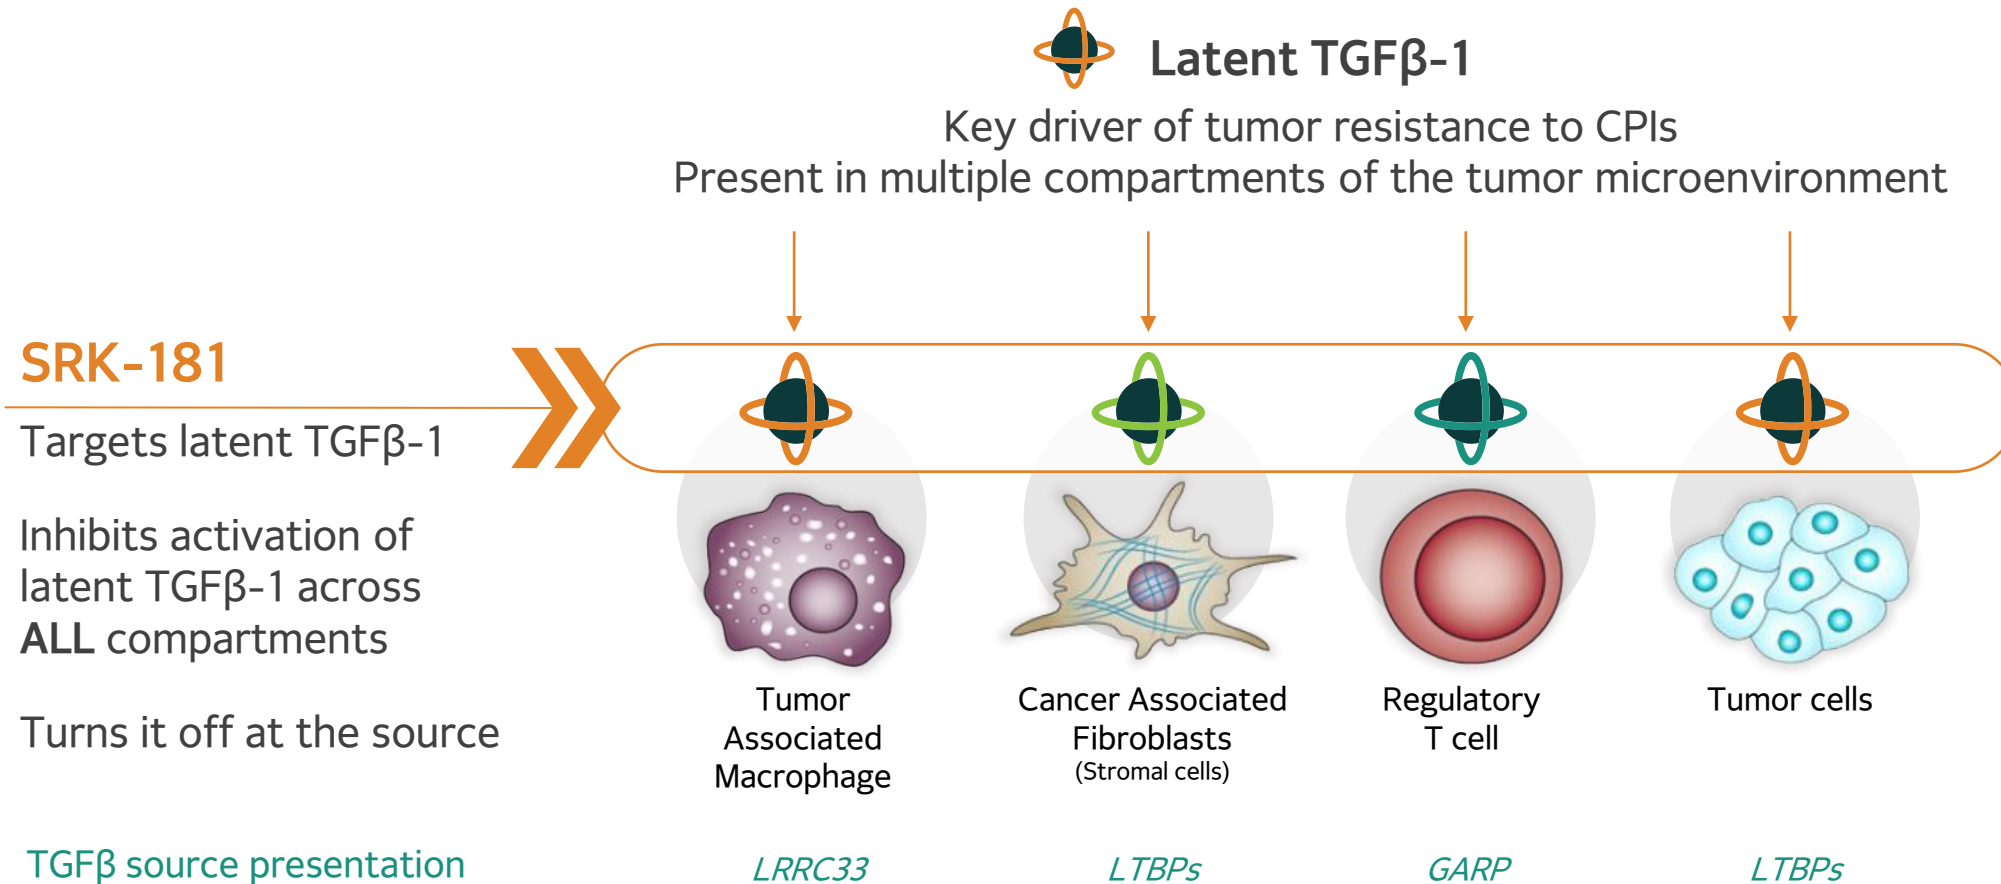 Latent TGFβ-1
Key driver of tumor resistance to CPIs
Present in multiple compartments of the tumor microenvironment
SRK-181
Targets latent TGFβ-1
Inhibits activation of
latent TGFβ-1 across
ALL compartments
Turns it off at the source
Tumor
Associated
Macrophage
Cancer Associated
Fibroblasts
(Stromal cells)
Regulatory
T cell
Tumor cells
TGFβ source presentation
LRRC33
LTBPs
GARP
LTBPs